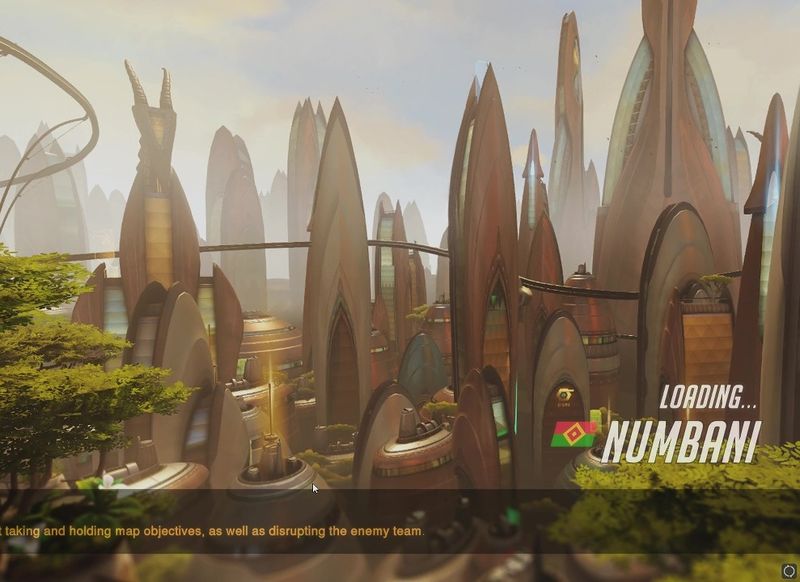 LOADING...
NUMBANI
t taking and holding map objectives, as well as disrupting the enemy team.